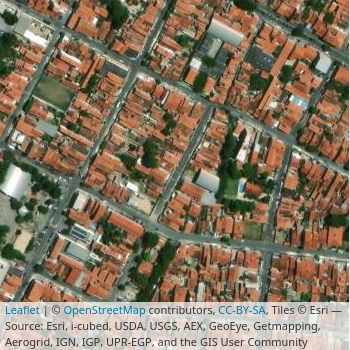 Leaflet | © OpenStreetMap contributors, CC-BY-SA, Tiles © Esri —
Source: Esri, i-cubed, USDA, USGS, AEX, GeoEye, Getmapping,
Aerogrid, IGN, IGP, UPR-EGP, and the GIS User Community